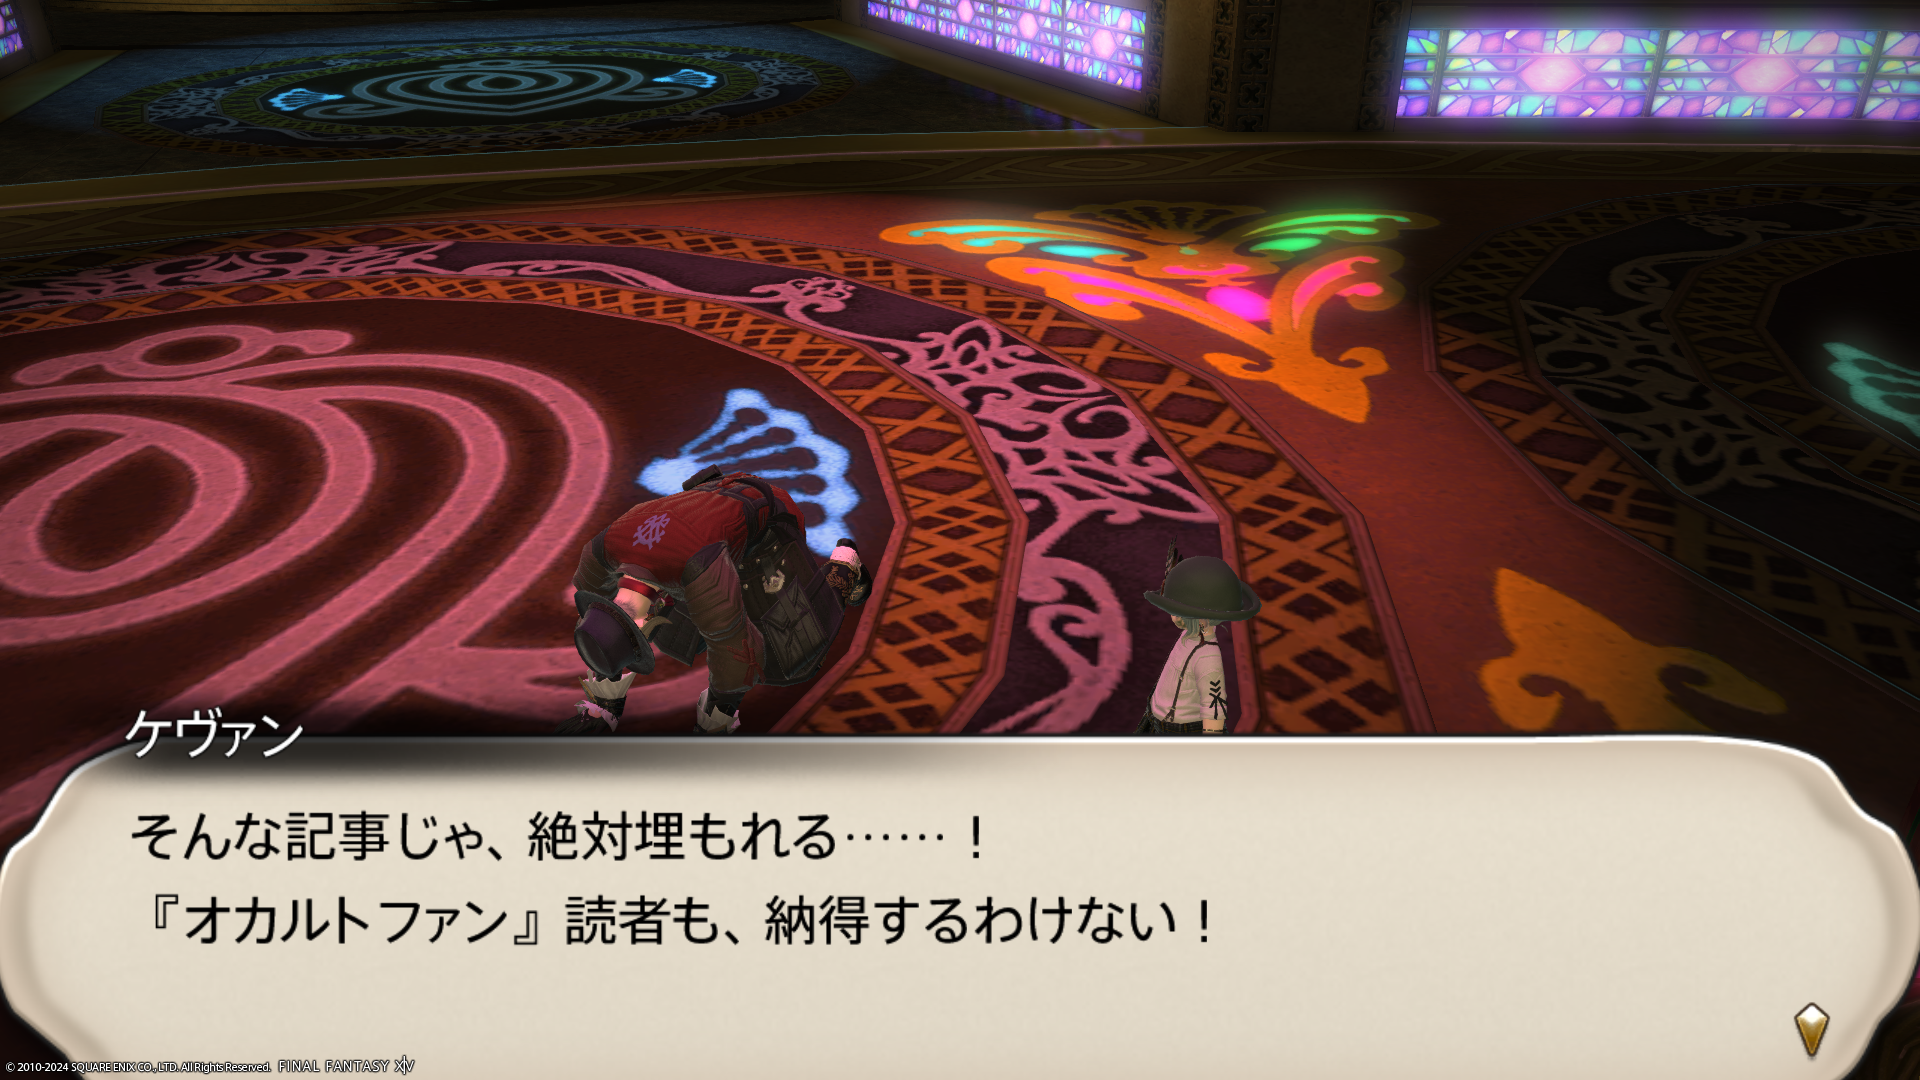 ケヴァン
そんな記事じゃ、絶対埋もれる……！
『オカルトファン』読者も、納得するわけない！
© 2010-2024 SQUARE ENIX CO., LTD. All Rights Reserved. FINAL FANTASY XIV